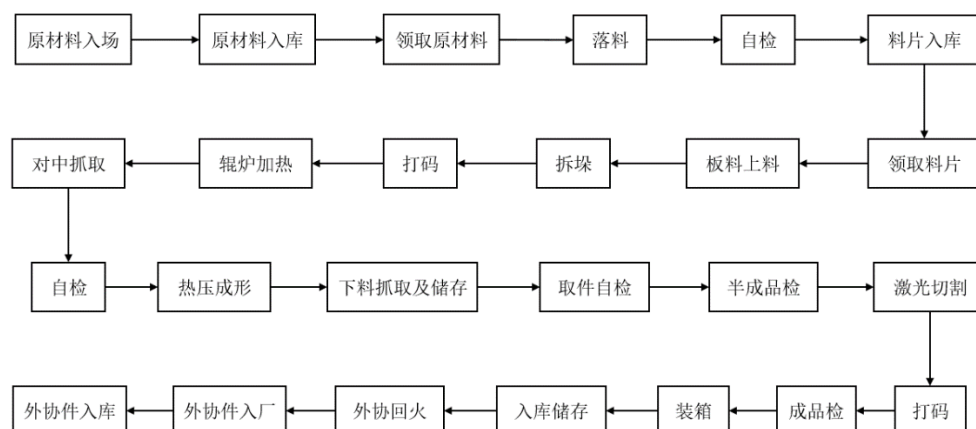 原材料入场
原材料入库
领取原材料
落料
自检
料片入库
领取料片
板料上料
拆垛
打码
辊炉加热
对中抓取
自检
热压成形
下料抓取及储存
取件自检
半成品检
激光切割
打码
成品检
装箱
入库储存
外协回火
外协件入厂
外协件入库